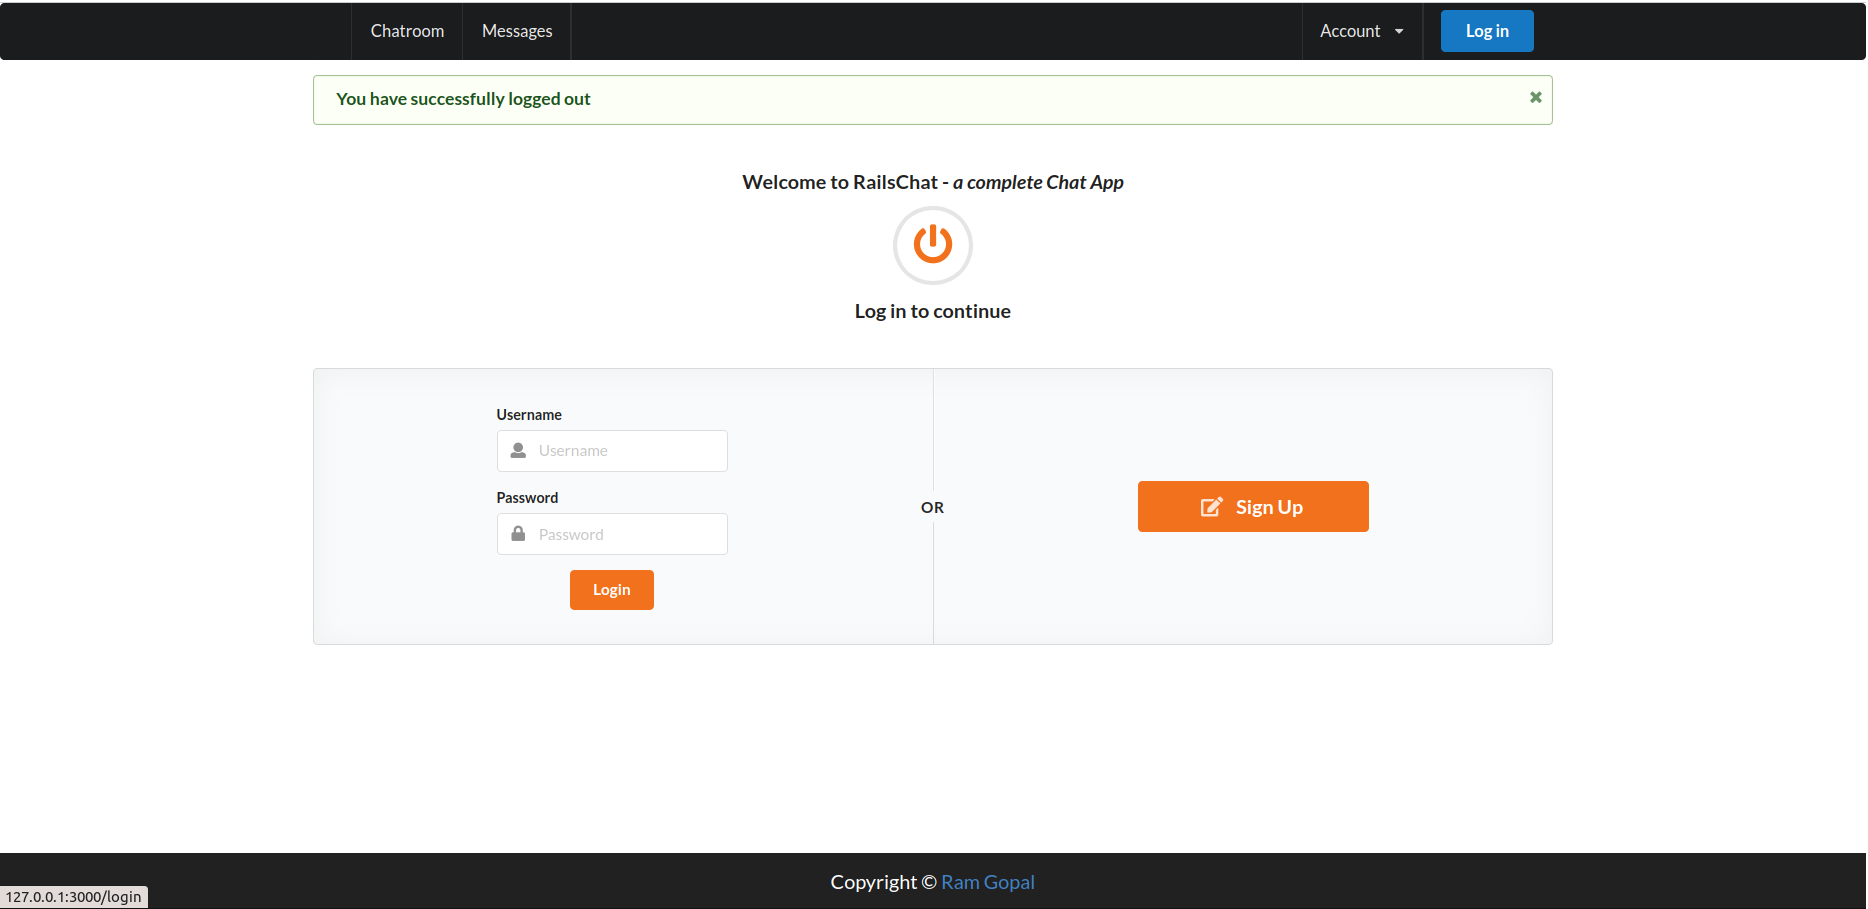 Chatroom Messages Account Log in
You have successfully logged out
Welcome to RailsChat - a complete Chat App
Log in to continue
Username
Username
Password
Password
Login
OR
Sign Up
Copyright © Ram Gopal
127.0.0.1:3000/login